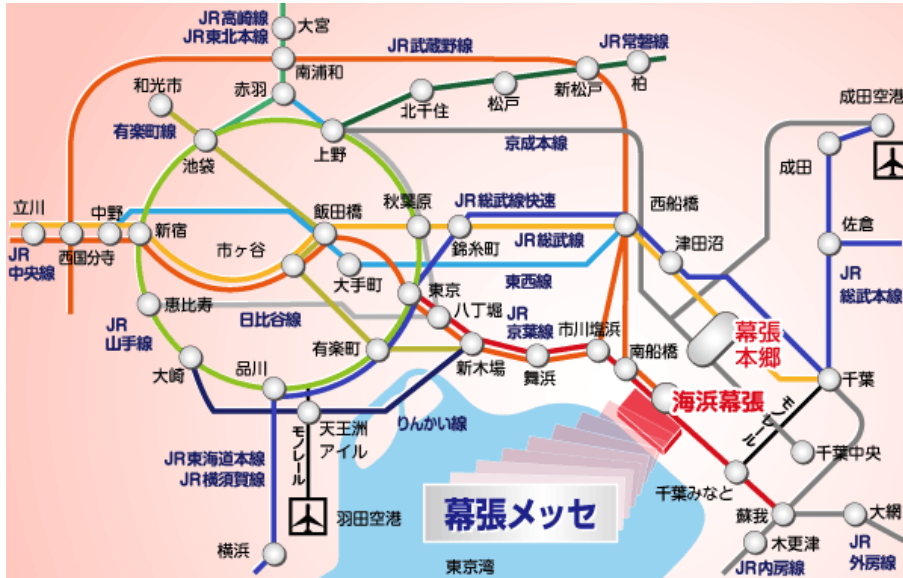 JR高崎線
JR東北本線
大宮
JR武蔵野線
JR常磐線
南浦和
柏
和光市
赤羽
北千住
松戸
新松戸
成田空港
有楽町線
池袋
上野
京成本線
成田
立川
中野
新宿
飯田橋
秋葉原
JR総武線快速
西船橋
佐倉
西国分寺
市ヶ谷
錦糸町
JR総武線
津田沼
JR
中央線
大手町
東西線
東京
JR
総武本線
恵比寿
日比谷線
八丁堀
JR
京葉線
市川塩浜
幕張
本郷
JR
山手線
有楽町
新木場
舞浜
南船橋
大崎
品川
千葉
海浜幕張
モノレール
りんかい線
天王洲
アイル
モノレール
千葉中央
JR東海道本線
JR横須賀線
千葉みなと
幕張メッセ
羽田空港
蘇我
大網
横浜
木更津
JR
外房線
東京湾
JR内房線